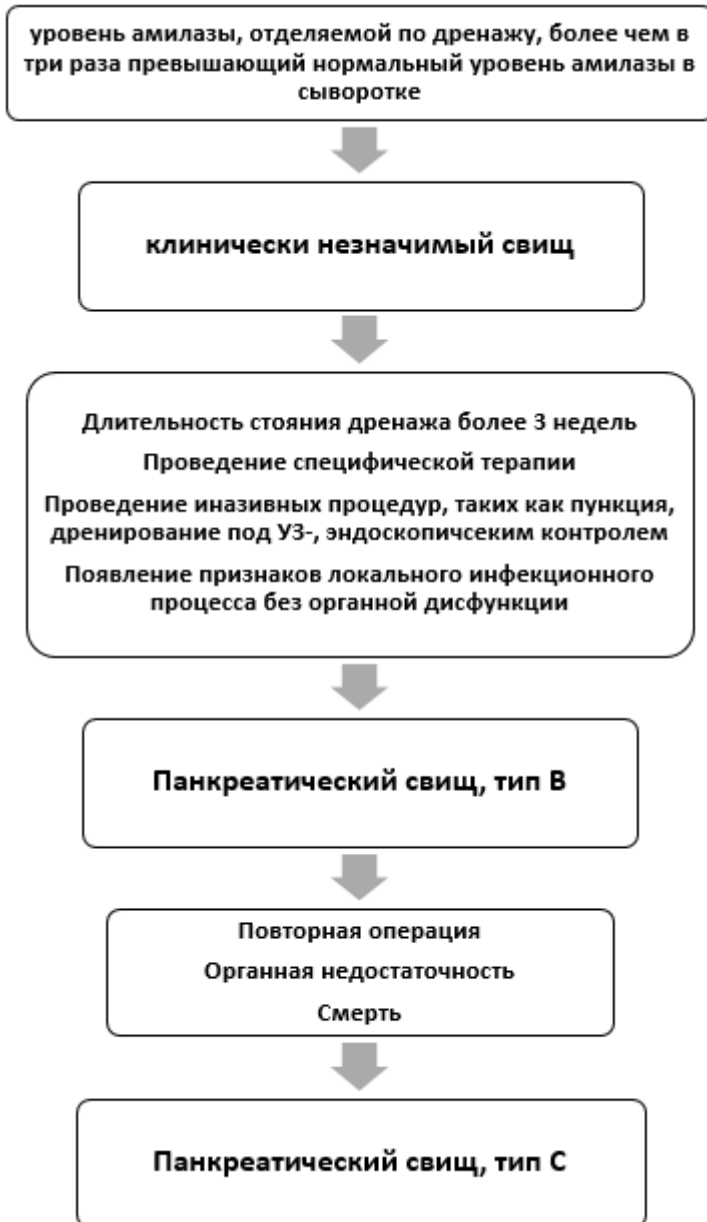 уровень амилазы, отделяемой по дренажу, более чем в
три раза превышающий нормальный уровень амилазы в
сыворотке
клинически незначимый свищ
Длительность стояния дренажа более 3 недель
Проведение специфической терапии
Проведение иназивных процедур, таких как пункция,
дренирование под УЗ-, эндоскопичсеким контролем
Появление признаков локального инфекционного
процесса без органной дисфункции
Панкреатический свищ, тип В
Повторная операция
Органная недостаточность
Смерть
Панкреатический свищ, тип С